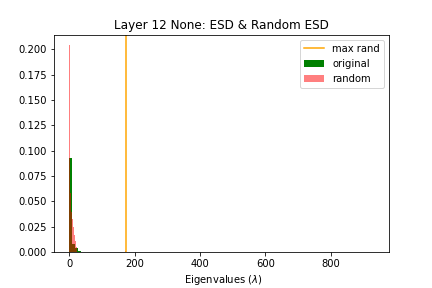 Layer 12 None: ESD & Random ESD
0.200
0.175
0.150
0.125
0.100
0.075
0.050
0.025
0.000
max rand
original
random
0 200 400 600 800
Eigenvalues (λ)